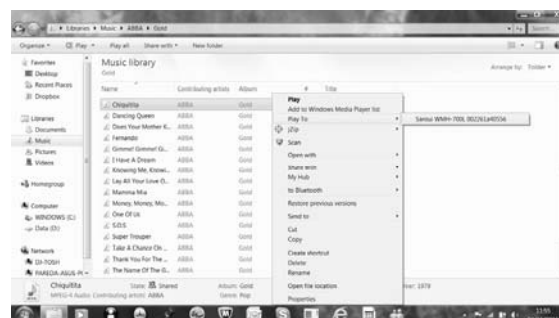 Libraries ▸ Music ▸ ABBA ▸ Gold
Organize Play Play all Share with New folder
Favorites
Desktop
Recent Places
Dropbox
Libraries
Documents
Music
Pictures
Videos
Homegroup
Computer
WINDOWS (C:)
Data (D:)
Network
DJ-TOSH
Music library
Gold
Arrange by: Folder
Name Contributing artists Album # Title
Chiquitita ABBA Gold
Dancing Queen ABBA Gold
Does Your Mother K... ABBA Gold
Fernando ABBA Gold
Gimme! Gimme! G... ABBA Gold
I Have A Dream ABBA Gold
Knowing Me, Knowi... ABBA Gold
Lay All Your Love O... ABBA Gold
Mamma Mia ABBA Gold
Money, Money, Mo... ABBA Gold
One Of Us ABBA Gold
S.O.S. ABBA Gold
Super Trouper ABBA Gold
Take A Chance On ... ABBA Gold
Thank You For The ... ABBA Gold
The Name Of The G... ABBA Gold
Play
Add to Windows Media Player list
Play To
jZip
Scan
Open with
Share with
My Hub
to Bluetooth
Restore previous versions
Send to
Cut
Copy
Create shortcut
Delete
Rename
Open file location
Properties
Chiquitita State: Shared Album: Gold
MPEG-4 Audio Contributing artists: ABBA Genre: Pop
11:55